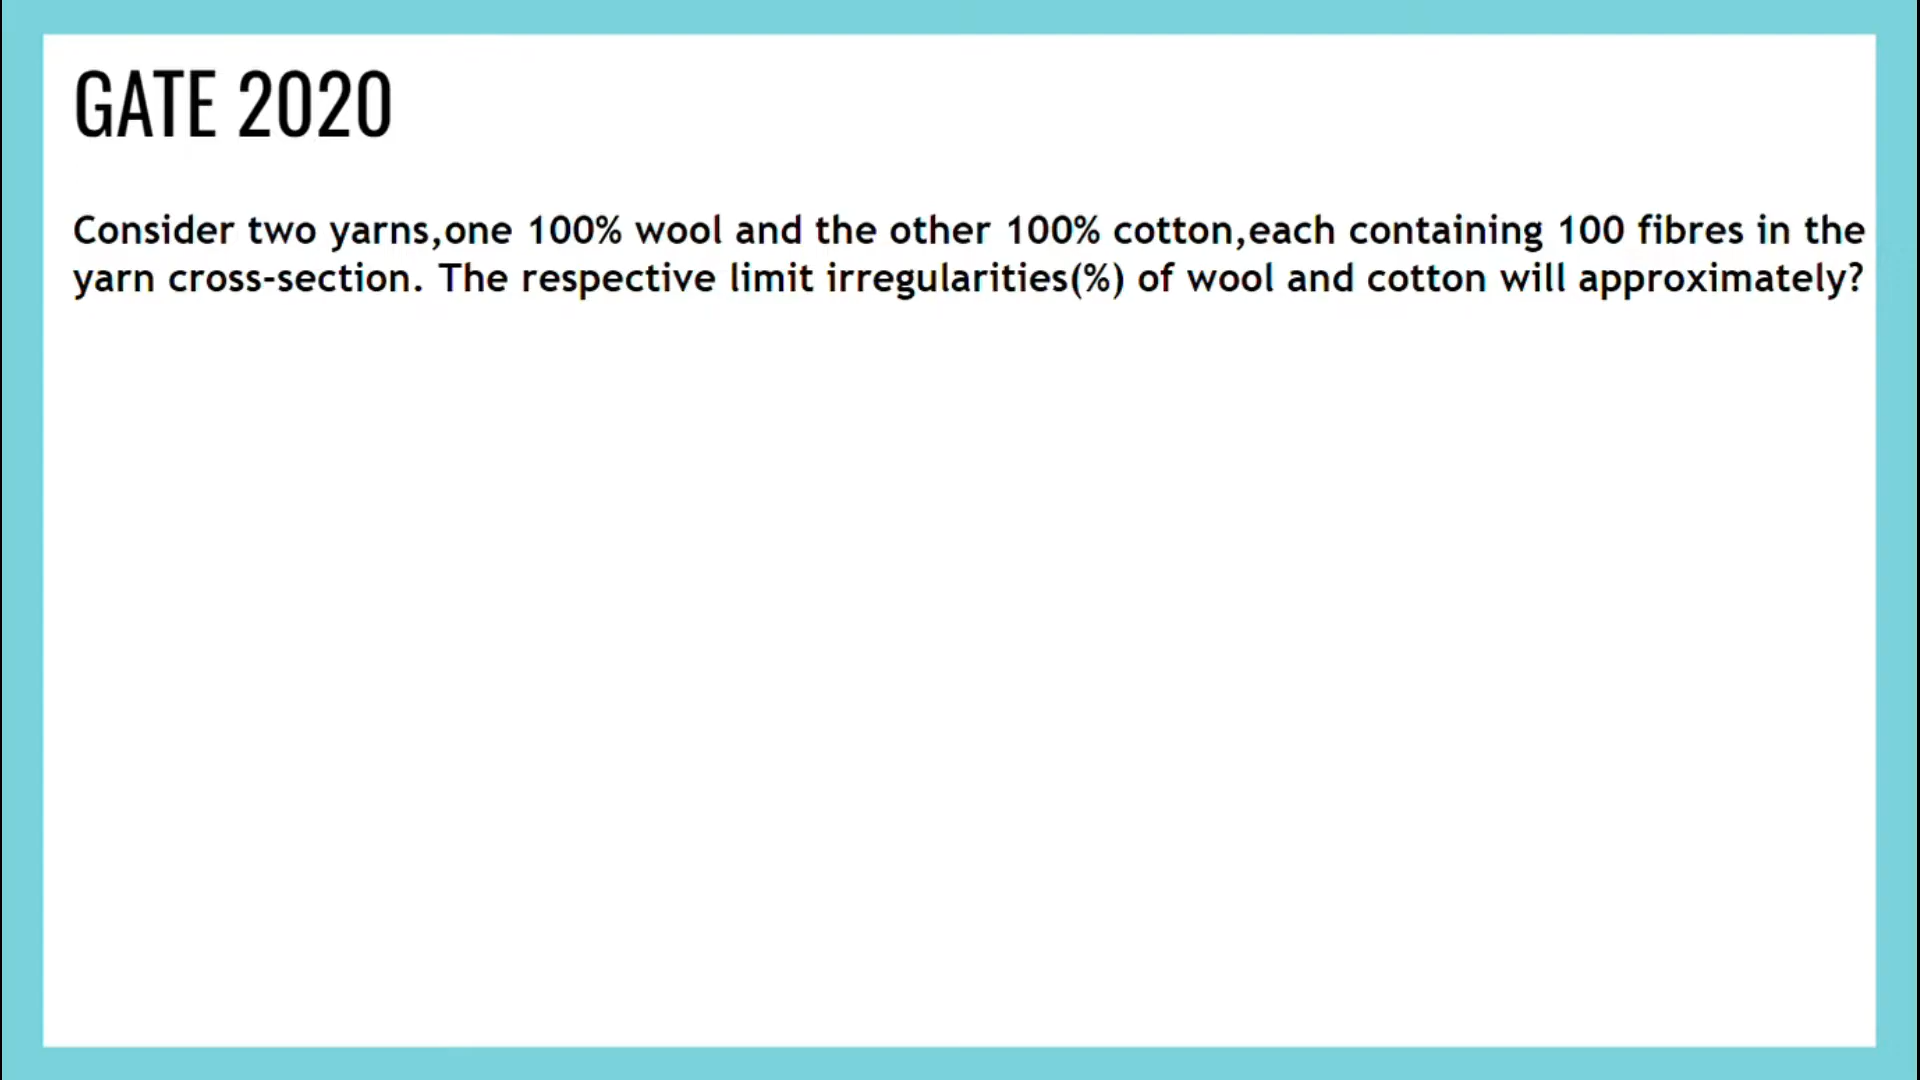 GATE 2020
Consider two yarns,one 100% wool and the other 100% cotton,each containing 100 fibres in the
yarn cross-section. The respective limit irregularities(%) of wool and cotton will approximately?